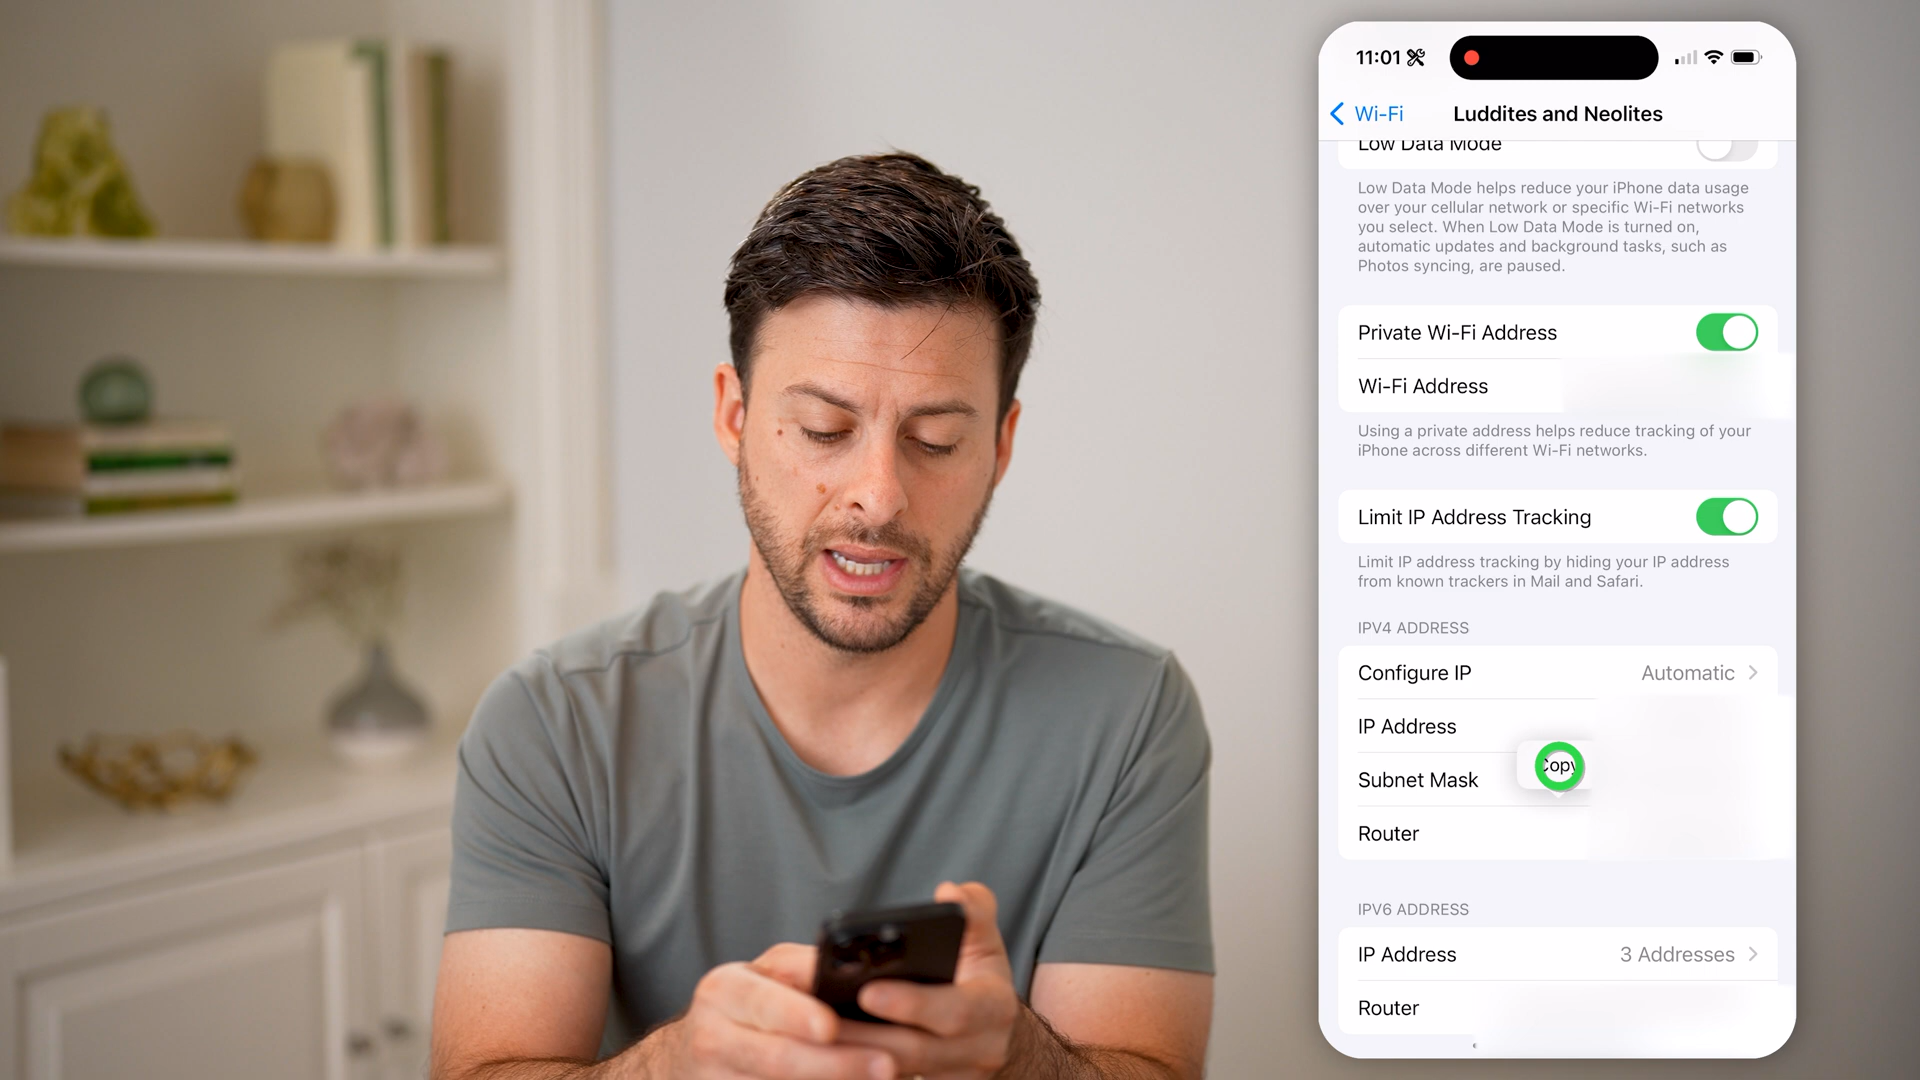 11:01
Wi-Fi
Luddites and Neolites
Low Data Mode
Low Data Mode helps reduce your iPhone data usage
over your cellular network or specific Wi-Fi networks
you select. When Low Data Mode is turned on,
automatic updates and background tasks, such as
Photos syncing, are paused.
Private Wi-Fi Address
Wi-Fi Address
Using a private address helps reduce tracking of your
iPhone across different Wi-Fi networks.
Limit IP Address Tracking
Limit IP address tracking by hiding your IP address
from known trackers in Mail and Safari.
IPV4 ADDRESS
Configure IP Automatic
IP Address
Copy
Subnet Mask
Router
IPV6 ADDRESS
IP Address 3 Addresses
Router